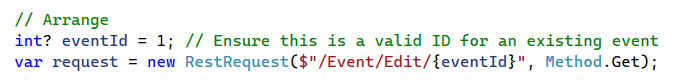 // Arrange
int? eventId = 1; // Ensure this is a valid ID for an existing event
var request = new RestRequest($"/Event/Edit/{eventId}", Method.Get);